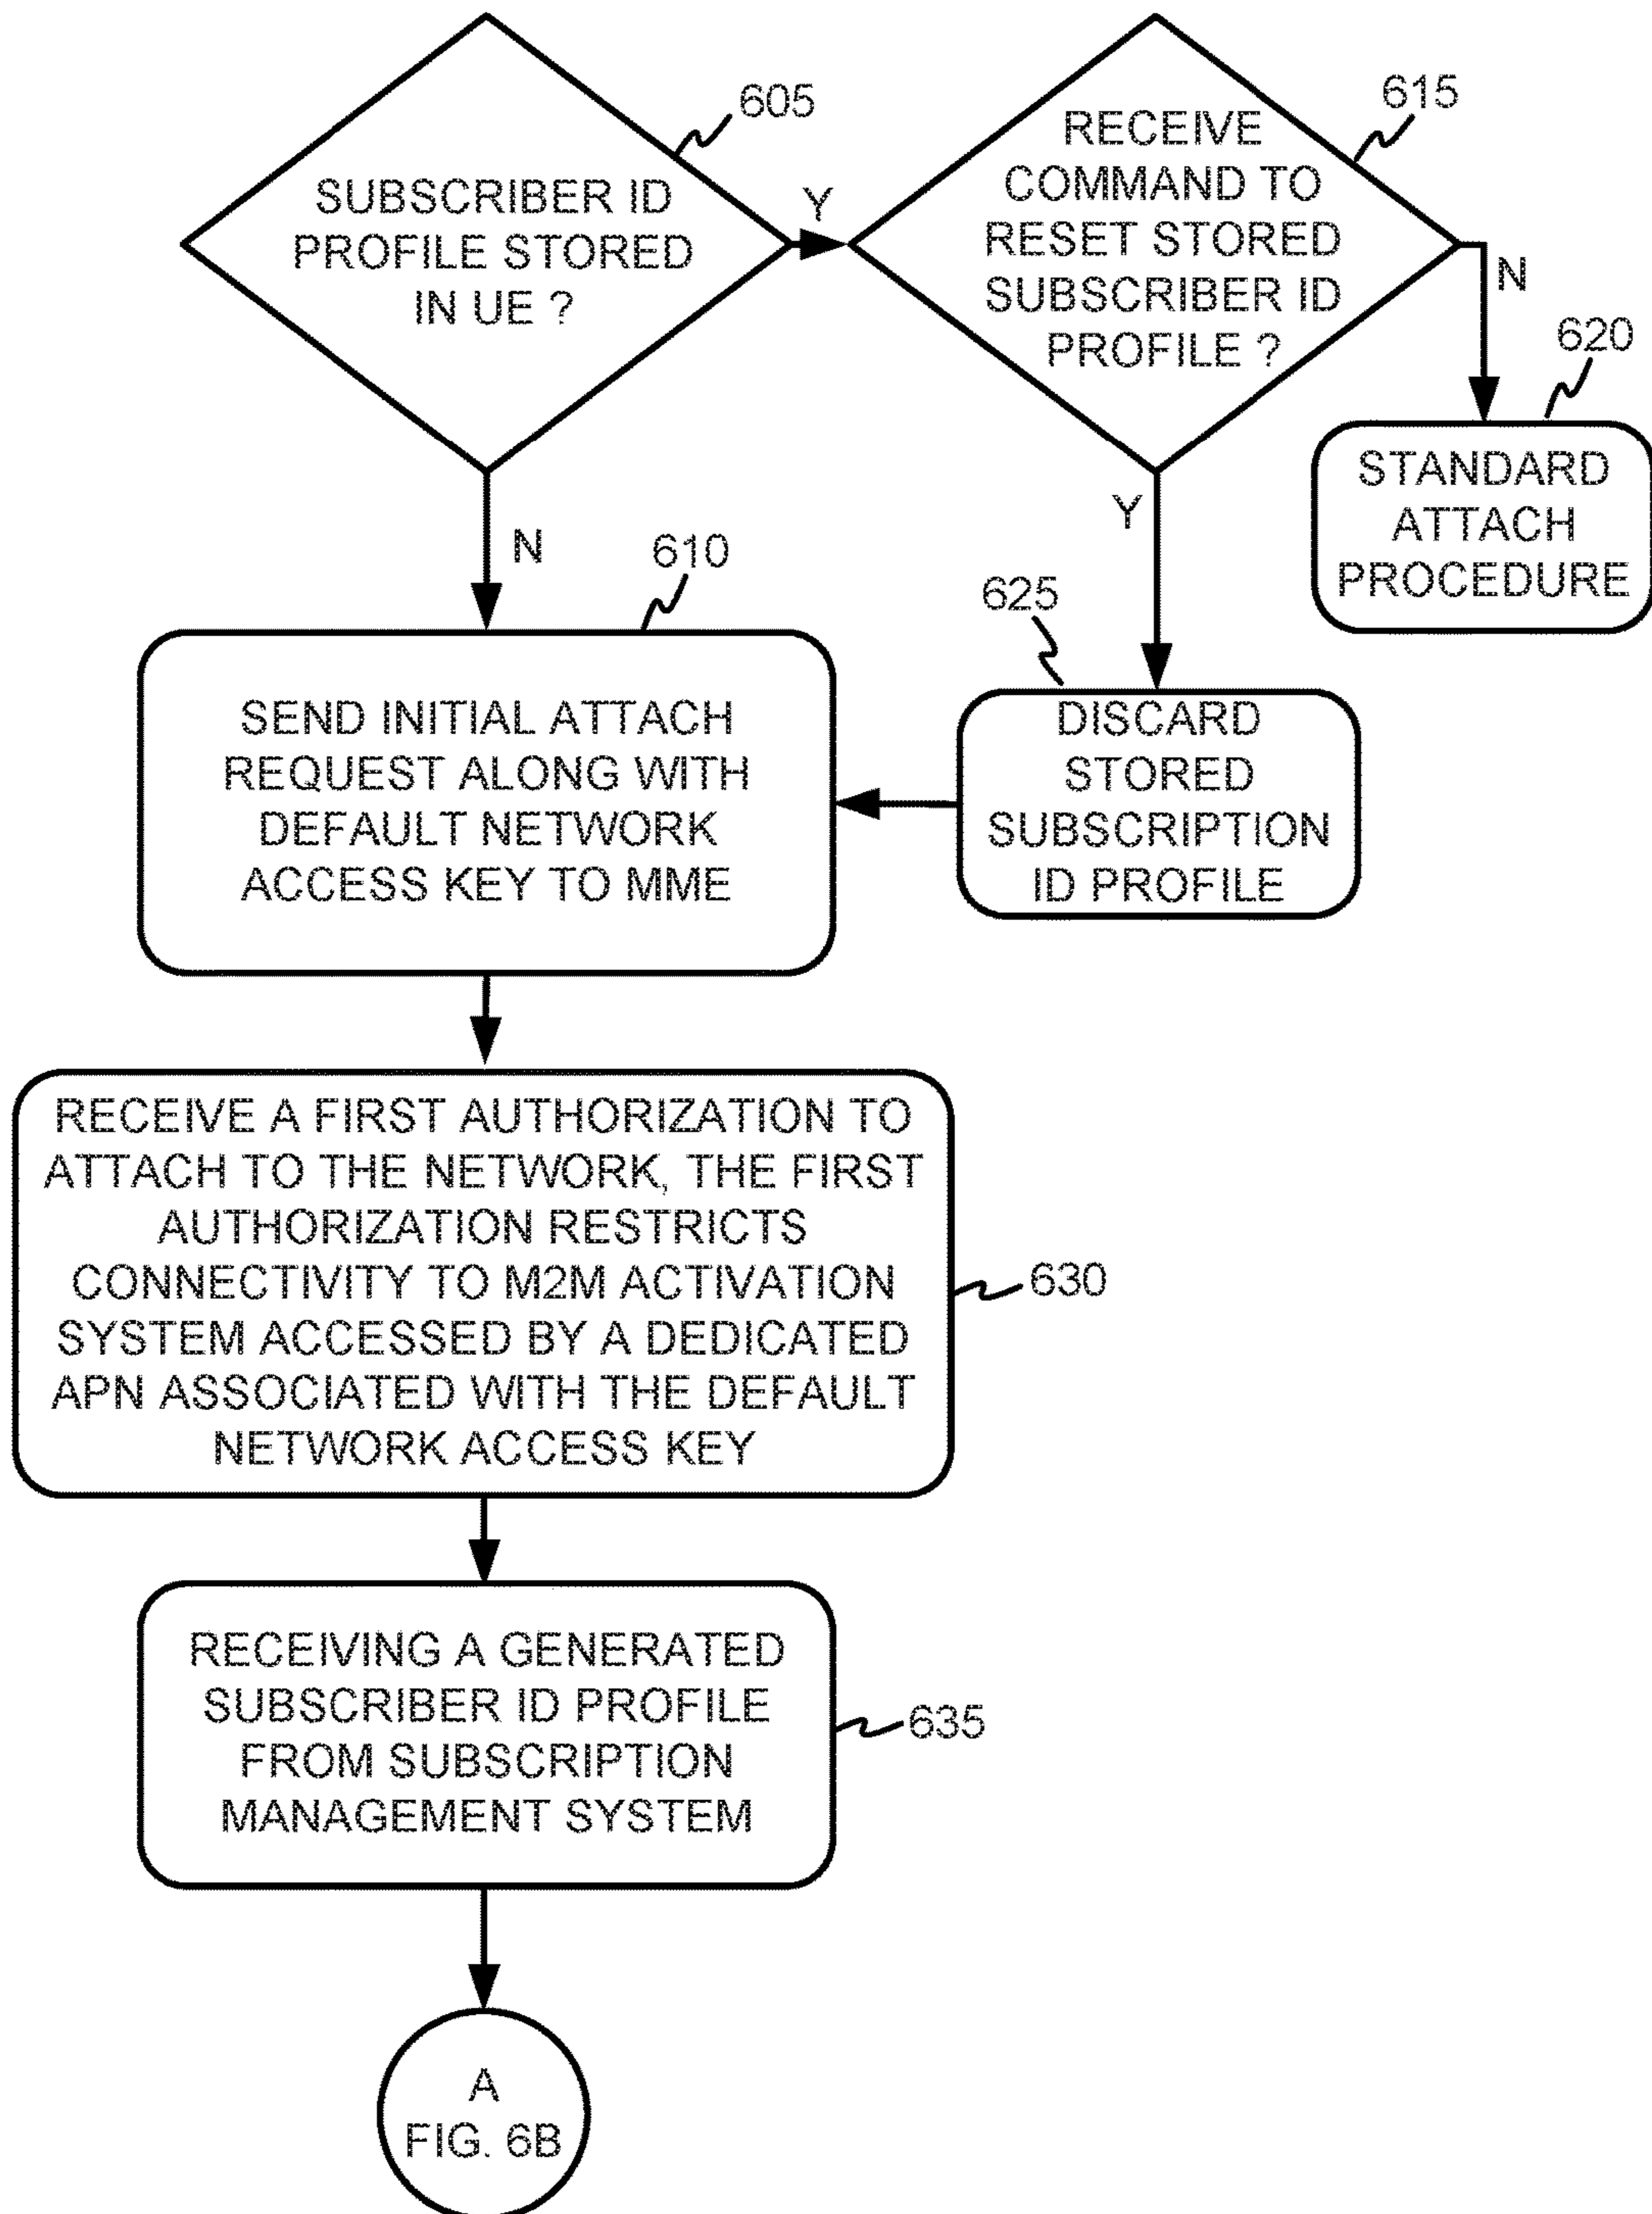 605
SUBSCRIBER ID
PROFILE STORED
IN UE ?
Y
615
RECEIVE
COMMAND TO
RESET STORED
SUBSCRIBER ID
PROFILE ?
N
620
STANDARD
ATTACH
PROCEDURE
Y
N
625
DISCARD
STORED
SUBSCRIPTION
ID PROFILE
610
SEND INITIAL ATTACH
REQUEST ALONG WITH
DEFAULT NETWORK
ACCESS KEY TO MME
RECEIVE A FIRST AUTHORIZATION TO
ATTACH TO THE NETWORK, THE FIRST
AUTHORIZATION RESTRICTS
CONNECTIVITY TO M2M ACTIVATION
SYSTEM ACCESSED BY A DEDICATED
APN ASSOCIATED WITH THE DEFAULT
NETWORK ACCESS KEY
630
RECEIVING A GENERATED
SUBSCRIBER ID PROFILE
FROM SUBSCRIPTION
MANAGEMENT SYSTEM
635
A
FIG. 6B